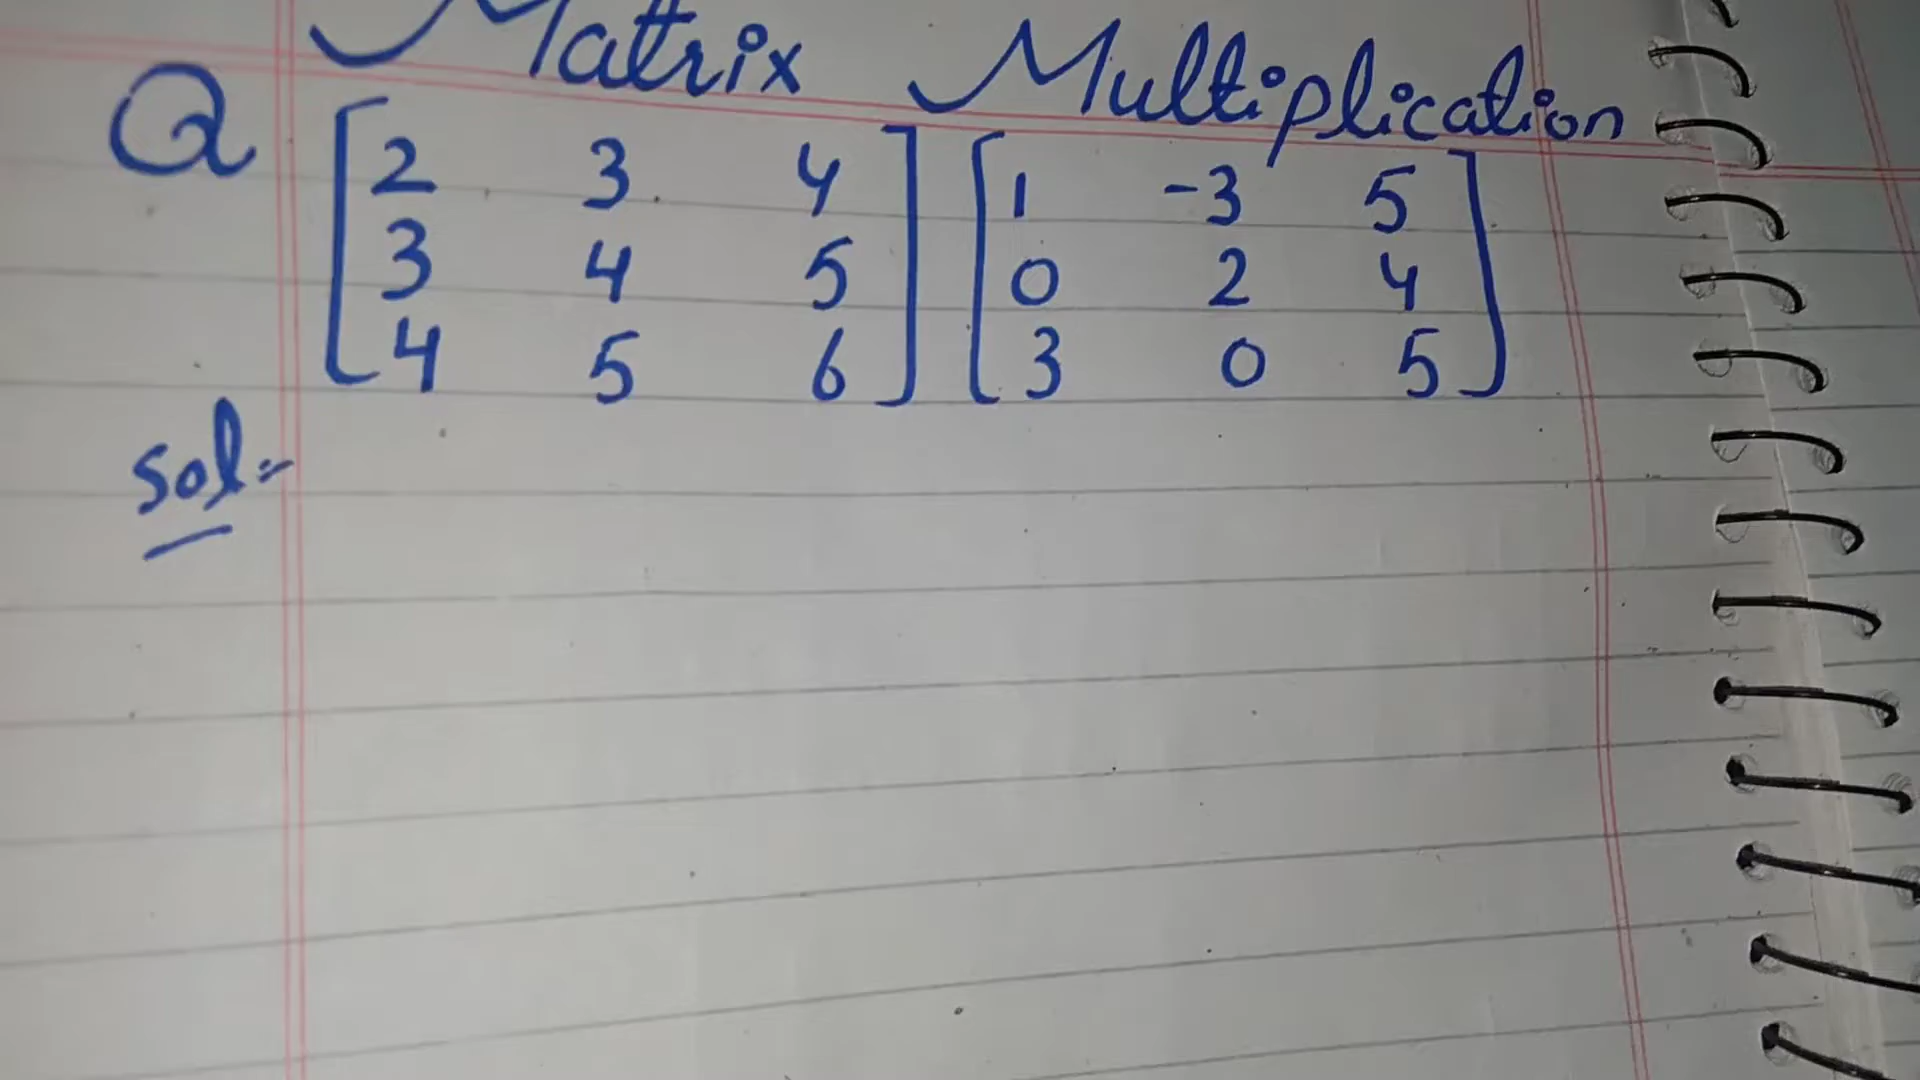 Matrix Multiplication
Q [2 3 4] [1 -3 5]
[3 4 5] [0 2 4]
[4 5 6] [3 0 5]
Sol:-